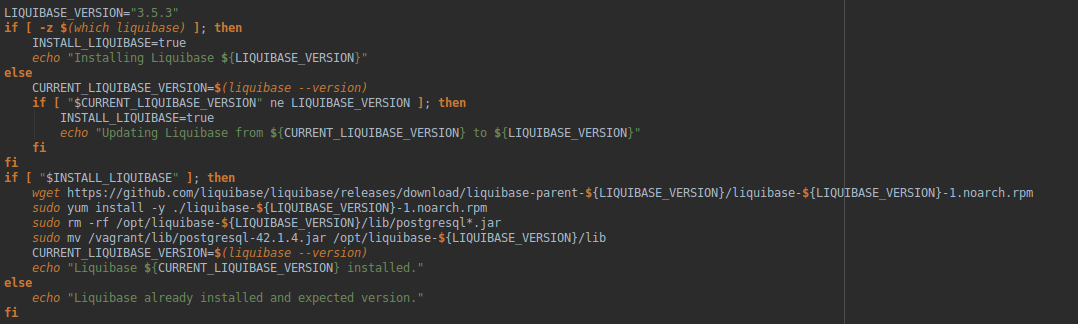 LIQUIBASE_VERSION="3.5.3"
if [ -z $(which liquibase) ]; then
    INSTALL_LIQUIBASE=true
    echo "Installing Liquibase ${LIQUIBASE_VERSION}"
else
    CURRENT_LIQUIBASE_VERSION=$(liquibase --version)
    if [ "$CURRENT_LIQUIBASE_VERSION" ne LIQUIBASE_VERSION ]; then
        INSTALL_LIQUIBASE=true
        echo "Updating Liquibase from ${CURRENT_LIQUIBASE_VERSION} to ${LIQUIBASE_VERSION}"
    fi
fi
if [ "$INSTALL_LIQUIBASE" ]; then
    wget https://github.com/liquibase/liquibase/releases/download/liquibase-parent-${LIQUIBASE_VERSION}/liquibase-${LIQUIBASE_VERSION}-1.noarch.rpm
    sudo yum install -y ./liquibase-${LIQUIBASE_VERSION}-1.noarch.rpm
    sudo rm -rf /opt/liquibase-${LIQUIBASE_VERSION}/lib/postgresql*.jar
    sudo mv /vagrant/lib/postgresql-42.1.4.jar /opt/liquibase-${LIQUIBASE_VERSION}/lib
    CURRENT_LIQUIBASE_VERSION=$(liquibase --version)
    echo "Liquibase ${CURRENT_LIQUIBASE_VERSION} installed."
else
    echo "Liquibase already installed and expected version."
fi